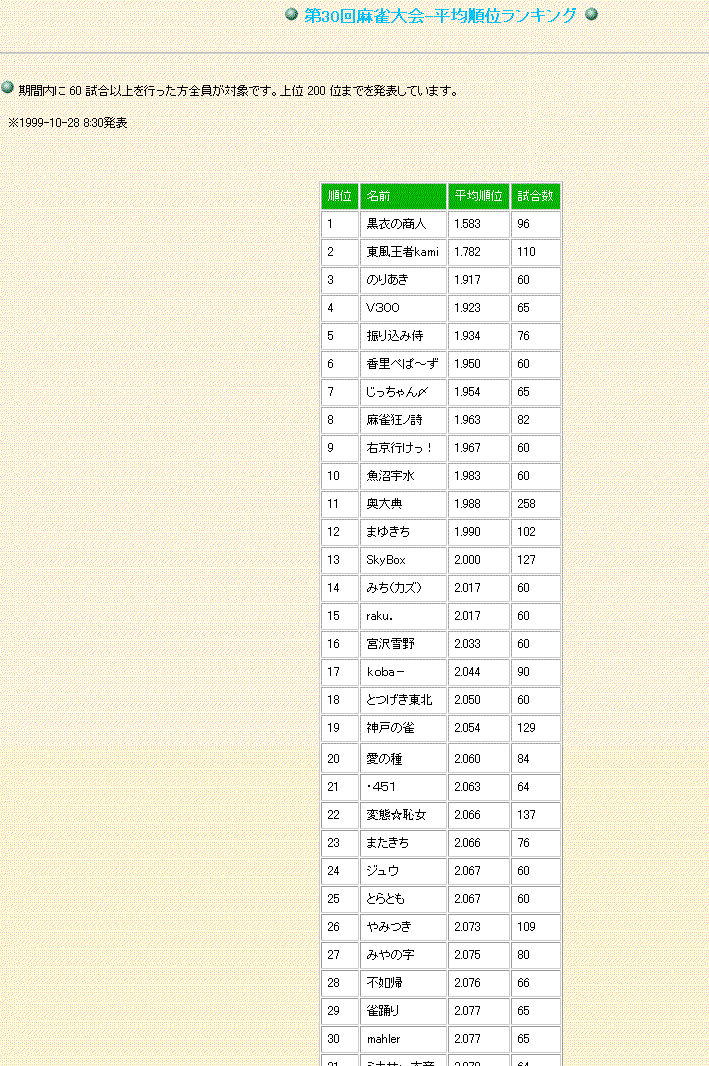 第30回麻雀大会-平均順位ランキング
期間内に 60 試合以上を行った方全員が対象です。上位 200 位までを発表しています。
※1999-10-28 8:30発表
順位 名前 平均順位 試合数
1 黒衣の商人 1.583 96
2 東風王者kami 1.782 110
3 のりあき 1.917 60
4 V300 1.923 65
5 振り込み侍 1.934 76
6 香里ぺぱ～ず 1.950 60
7 じっちゃん〆 1.954 65
8 麻雀狂ノ詩 1.963 82
9 右京行けっ！ 1.967 60
10 魚沼宇水 1.983 60
11 奥大典 1.988 258
12 まゆきち 1.990 102
13 SkyBox 2.000 127
14 みち(カズ) 2.017 60
15 raku. 2.017 60
16 宮沢雪野 2.033 60
17 koba－ 2.044 90
18 とつげき東北 2.050 60
19 神戸の雀 2.054 129
20 愛の種 2.060 84
21 ・451 2.063 64
22 変態☆恥女 2.066 137
23 またきち 2.066 76
24 ジュウ 2.067 60
25 とらとも 2.067 60
26 やみつき 2.073 109
27 みやの字 2.075 80
28 不如帰 2.076 66
29 雀踊り 2.077 65
30 mahler 2.077 65